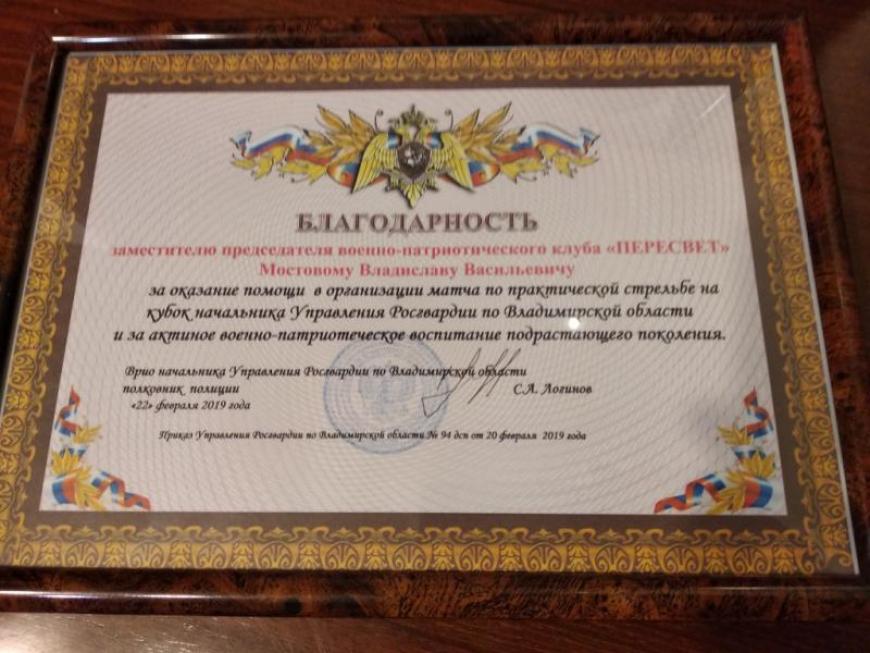 БЛАГОДАРНОСТЬ
заместителю председателя военно-патриотического клуба «ПЕРЕСВЕТ»
Мостовому Владиславу Васильевичу
за оказание помощи в организации матча по практической стрельбе на
кубок начальника Управления Росгвардии по Владимирской области
и за актиное военно-патриотеческое воспитание подрастающего поколения.
Врио начальника Управления Росгвардии по Владимирской области
полковник полиции С.А. Логинов
«22» февраля 2019 года
Приказ Управления Росгвардии по Владимирской области № 94 дсп от 20 февраля 2019 года